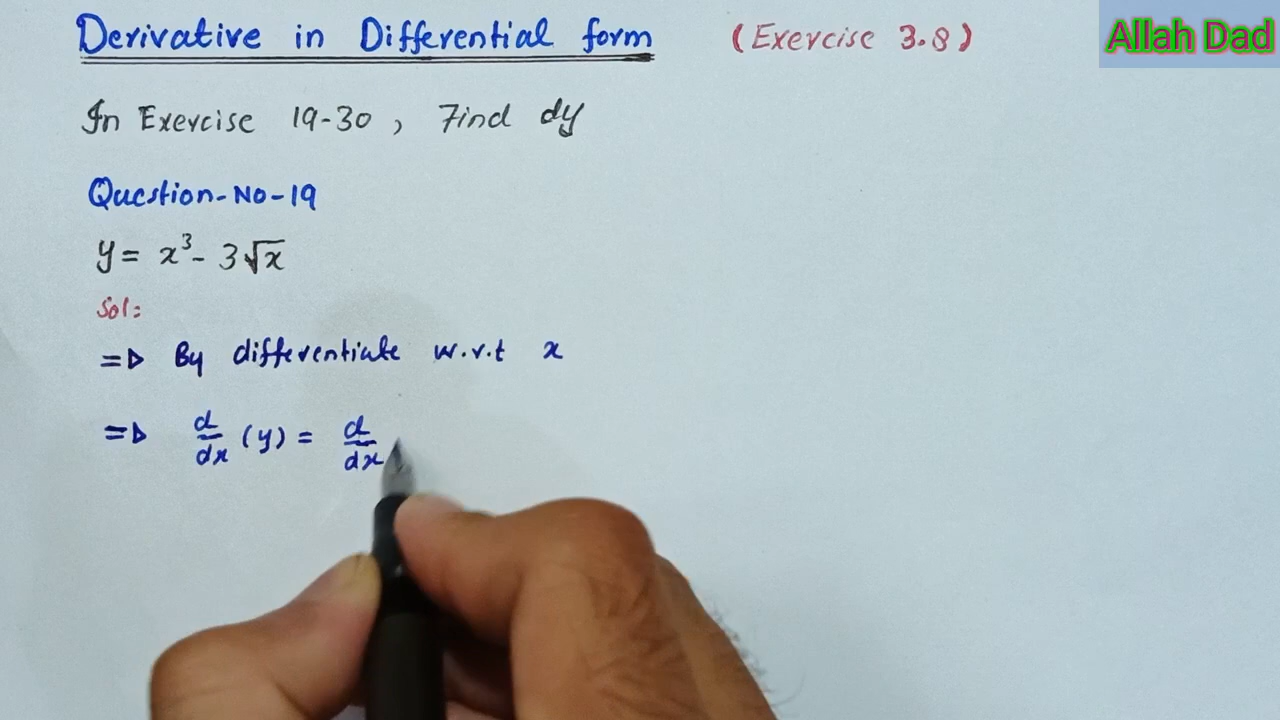 Derivative in Differential form (Exercise 3.8)
Allah Dad
In Exercise 19-30, Find dy
Question-No-19
y = x³ - 3√x
Sol:
=> By differentiate w.r.t x
=> d/dx (y) = d/dx